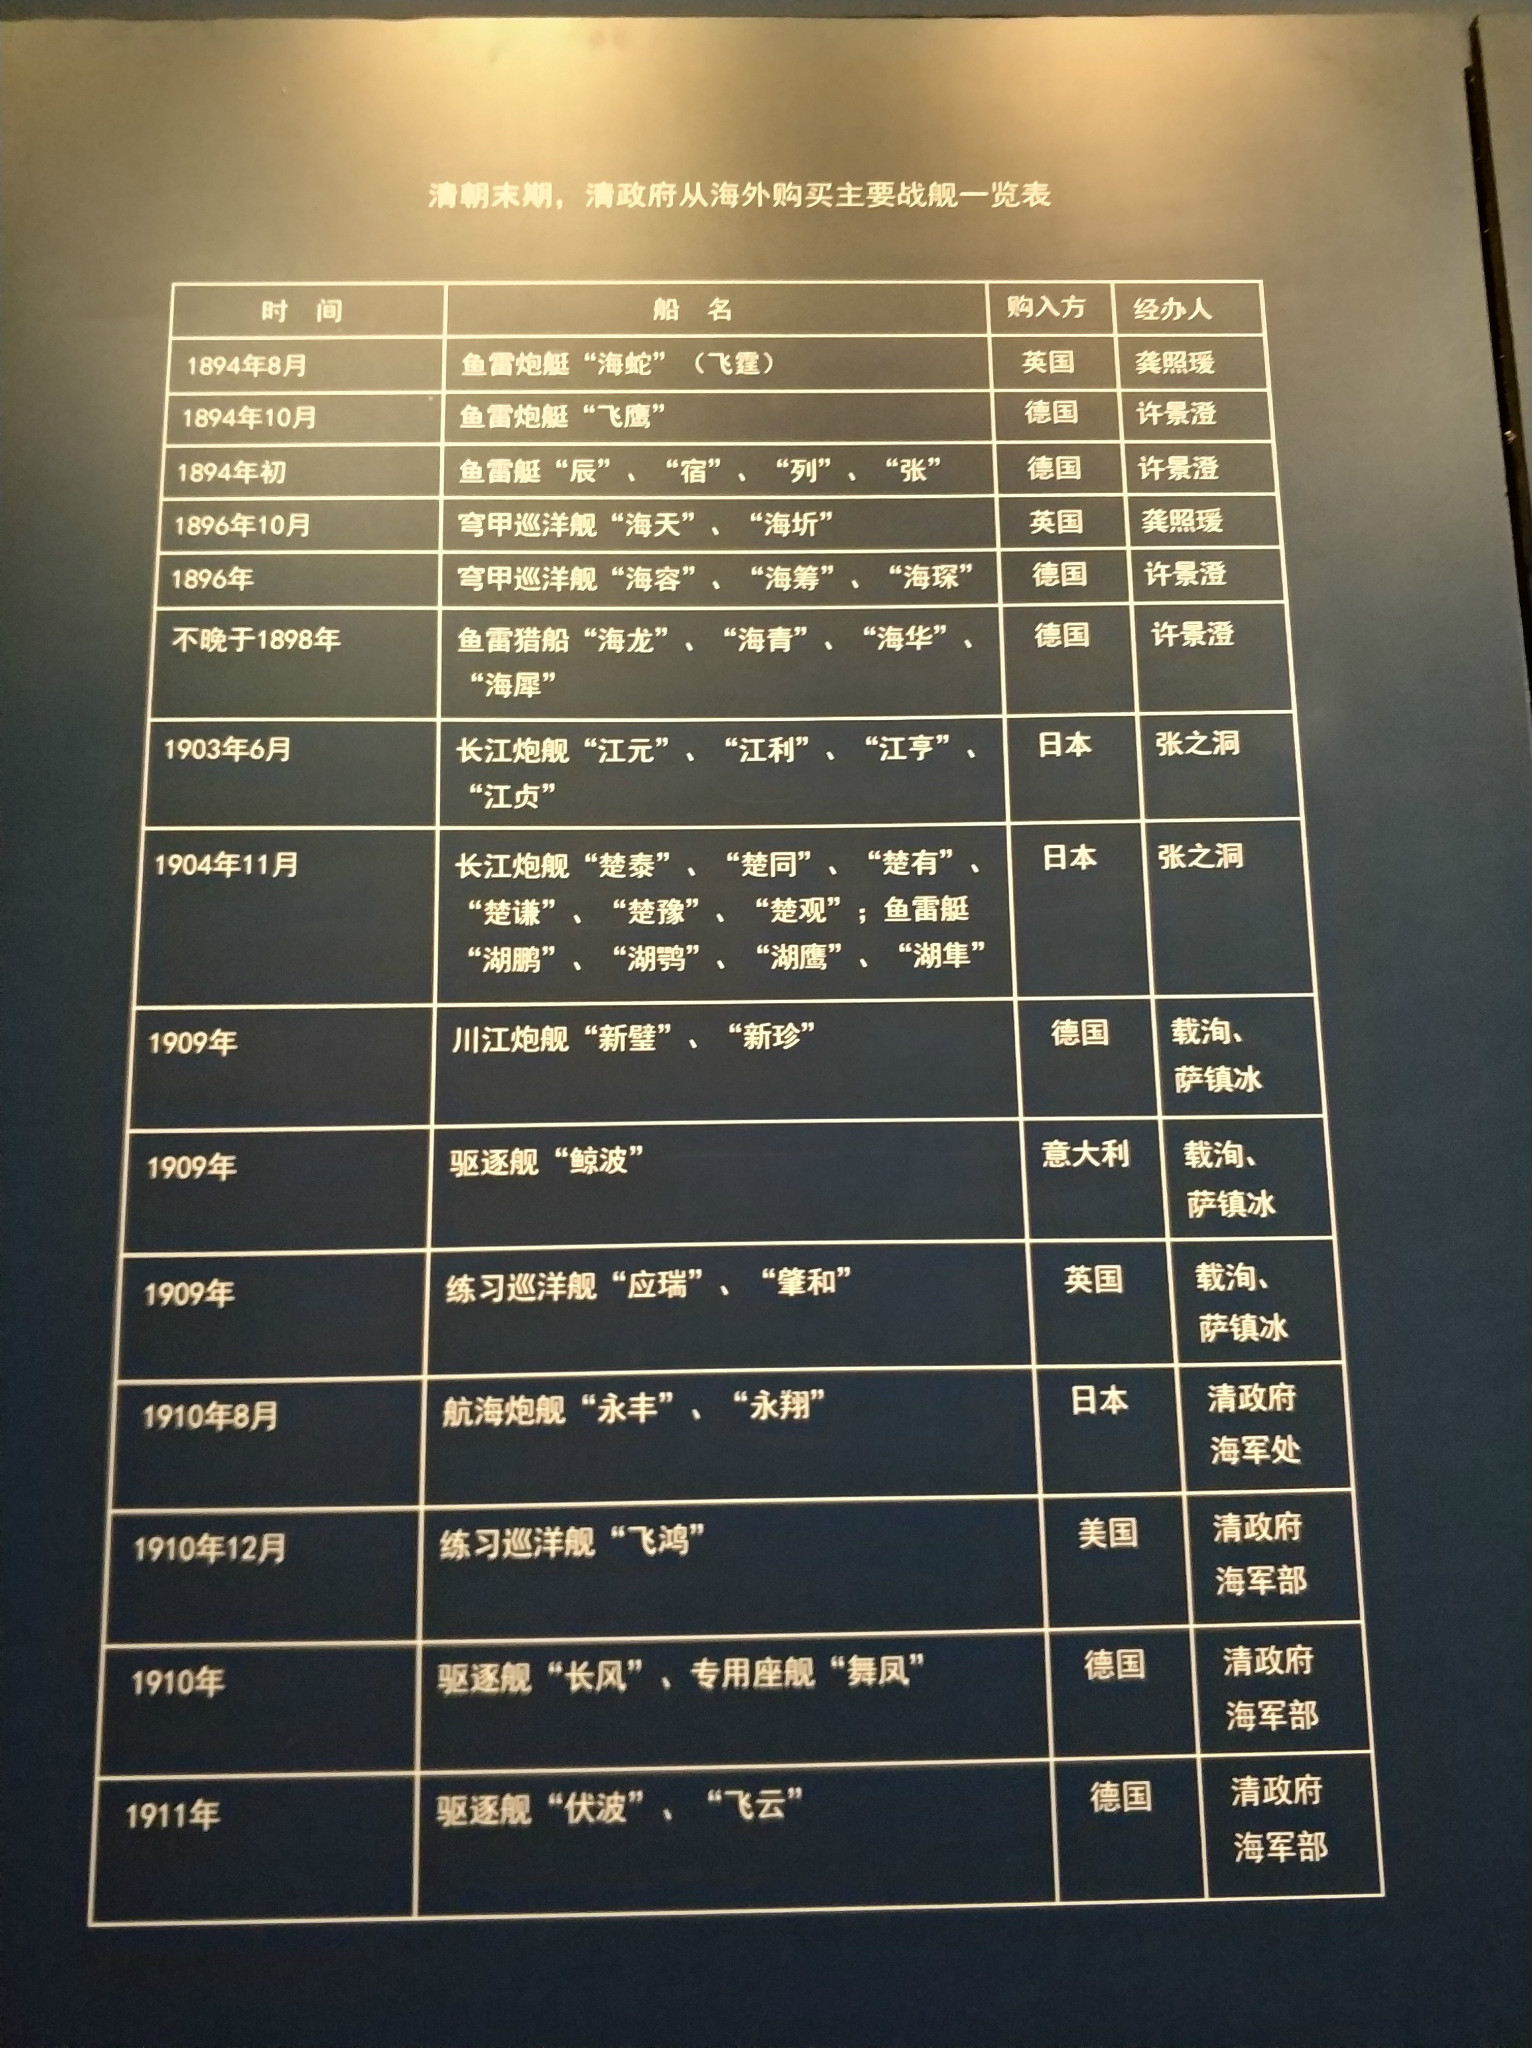 清朝末期，清政府从海外购买主要战舰一览表
时 间 船 名 购入方 经办人
1894年8月 鱼雷炮艇“海蛇”（飞霆） 英国 龚照瑗
1894年10月 鱼雷炮艇“飞鹰” 德国 许景澄
1894年初 鱼雷艇“辰”、“宿”、“列”、“张” 德国 许景澄
1896年10月 穹甲巡洋舰“海天”、“海圻” 英国 龚照瑗
1896年 穹甲巡洋舰“海容”、“海筹”、“海琛” 德国 许景澄
不晚于1898年 鱼雷猎船“海龙”、“海青”、“海华”、 德国 许景澄
“海犀”
1903年6月 长江炮舰“江元”、“江利”、“江亨”、 日本 张之洞
“江贞”
1904年11月 长江炮舰“楚泰”、“楚同”、“楚有”、 日本 张之洞
“楚谦”、“楚豫”、“楚观”；鱼雷艇
“湖鹏”、“湖鹗”、“湖鹰”、“湖隼”
1909年 川江炮舰“新璧”、“新珍” 德国 载洵、
萨镇冰
1909年 驱逐舰“鲸波” 意大利 载洵、
萨镇冰
1909年 练习巡洋舰“应瑞”、“肇和” 英国 载洵、
萨镇冰
1910年8月 航海炮舰“永丰”、“永翔” 日本 清政府
海军处
1910年12月 练习巡洋舰“飞鸿” 美国 清政府
海军部
1910年 驱逐舰“长风”、专用座舰“舞凤” 德国 清政府
海军部
1911年 驱逐舰“伏波”、“飞云” 德国 清政府
海军部